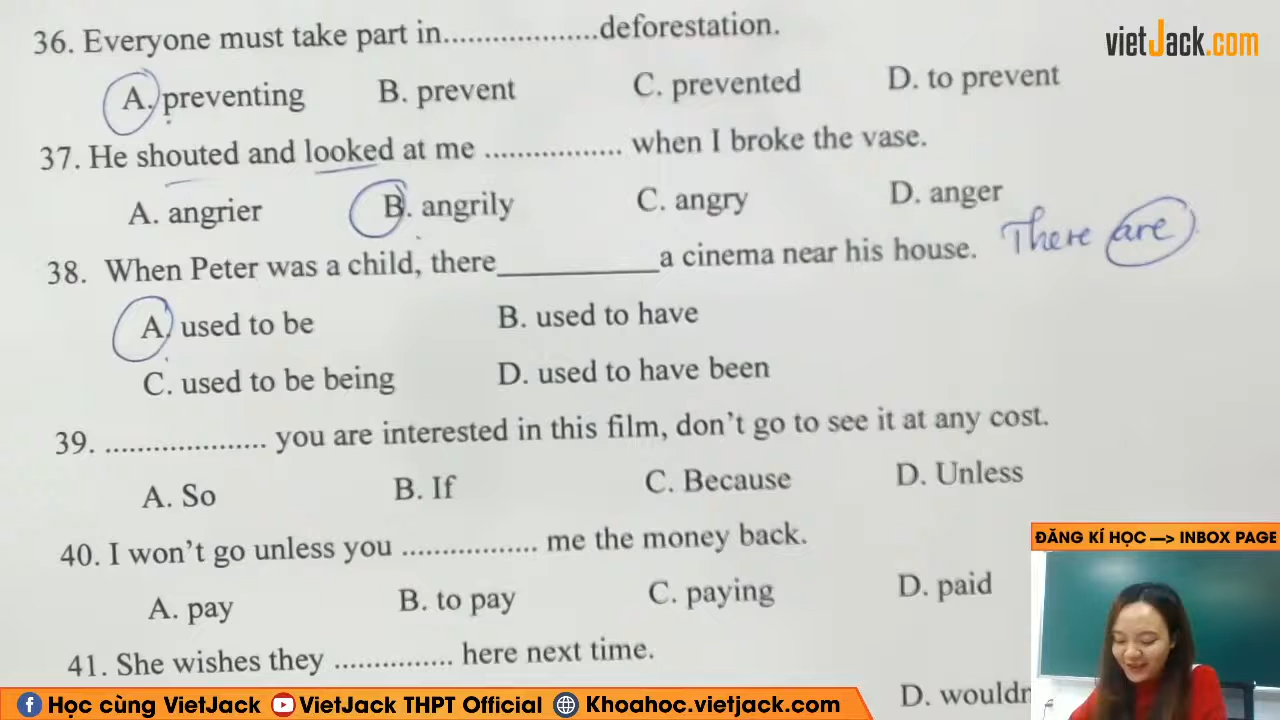 36. Everyone must take part in..................deforestation.
vietJack.com
A. preventing B. prevent C. prevented D. to prevent
37. He shouted and looked at me ................. when I broke the vase.
A. angrier B. angrily C. angry D. anger
There are
38. When Peter was a child, there___________a cinema near his house.
A. used to be B. used to have
C. used to be being D. used to have been
39. .................... you are interested in this film, don't go to see it at any cost.
A. So B. If C. Because D. Unless
ĐĂNG KÍ HỌC —> INBOX PAGE
40. I won't go unless you ................. me the money back.
A. pay B. to pay C. paying D. paid
41. She wishes they ............... here next time.
D. wouldn
Học cùng VietJack VietJack THPT Official Khoahoc.vietjack.com